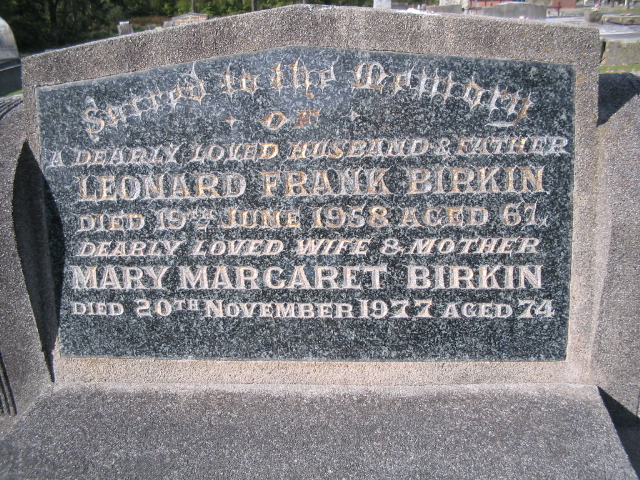 Sacred to the Memory
OF
A DEARLY LOVED HUSBAND & FATHER
LEONARD FRANK BIRKIN
DIED 19TH JUNE 1958 AGED 67.
DEARLY LOVED WIFE & MOTHER
MARY MARGARET BIRKIN
DIED 20TH NOVEMBER 1977 AGED 74